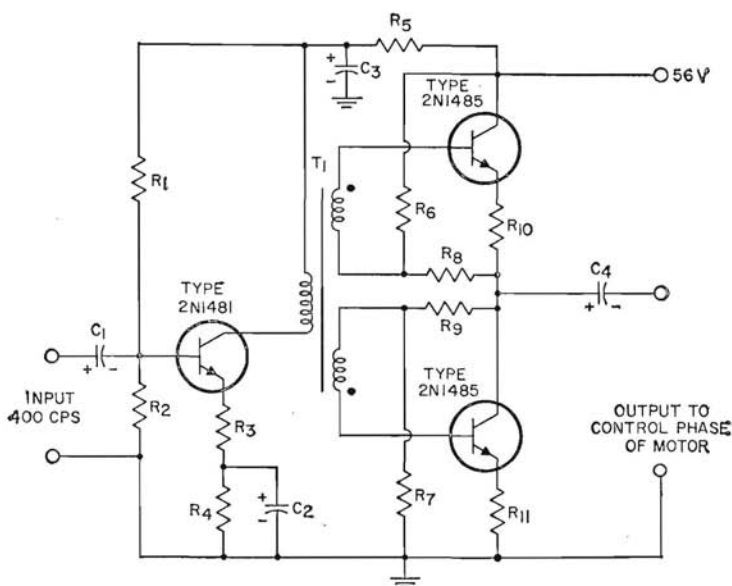 R5
+
-
C3
56V
TYPE
2N1485
T1
R1
R6
R10
R8
C4
+ -
TYPE
2N1481
R9
C1
+ -
TYPE
2N1485
INPUT
400 CPS
R2
R3
OUTPUT TO
CONTROL PHASE
OF MOTOR
R4
+
-
C2
R7
R11